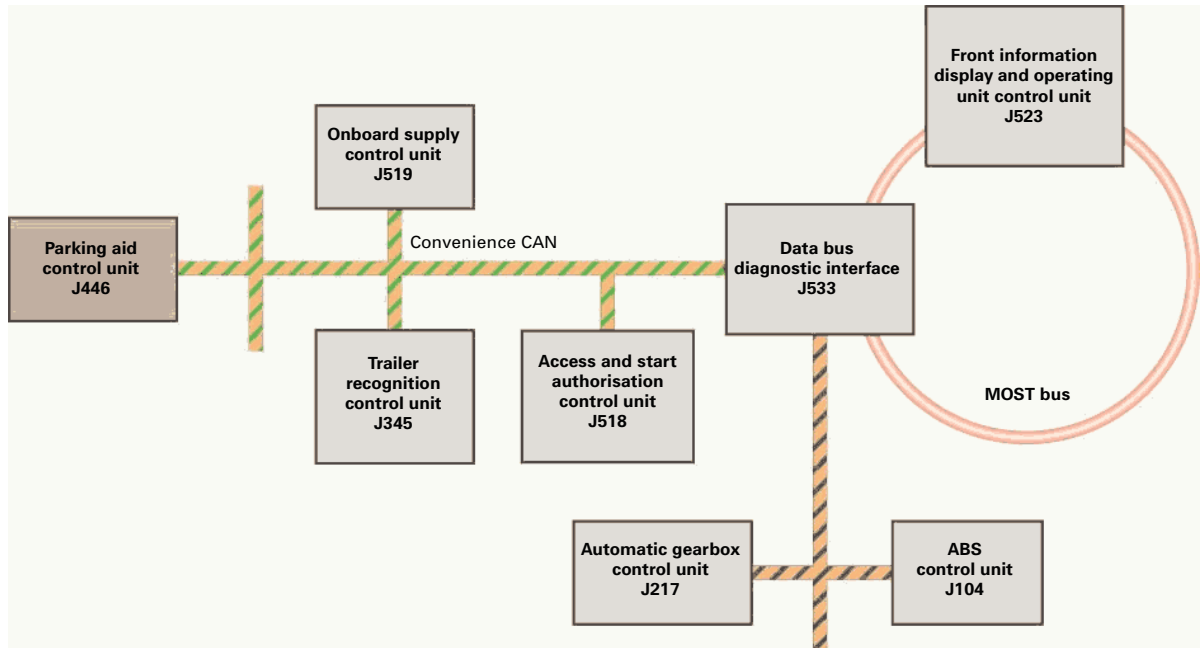 Front information
display and operating
unit control unit
J523
Onboard supply
control unit
J519
Convenience CAN
Parking aid
control unit
J446
Data bus
diagnostic interface
J533
Trailer
recognition
control unit
J345
Access and start
authorisation
control unit
J518
MOST bus
Automatic gearbox
control unit
J217
ABS
control unit
J104